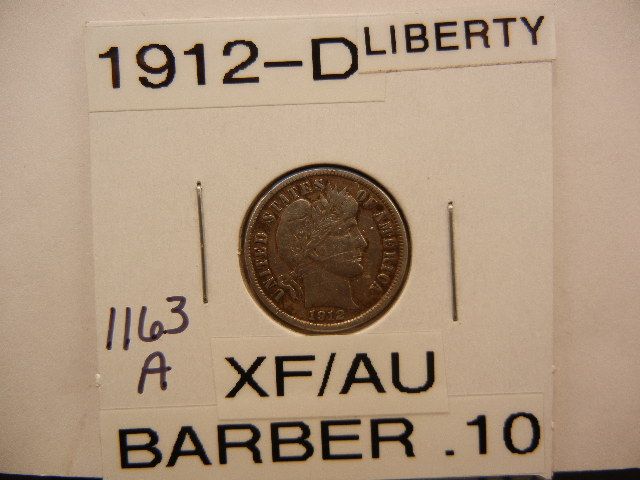 1912-D LIBERTY
UNITED STATES OF AMERICA
1912
1163
A
XF/AU
BARBER .10